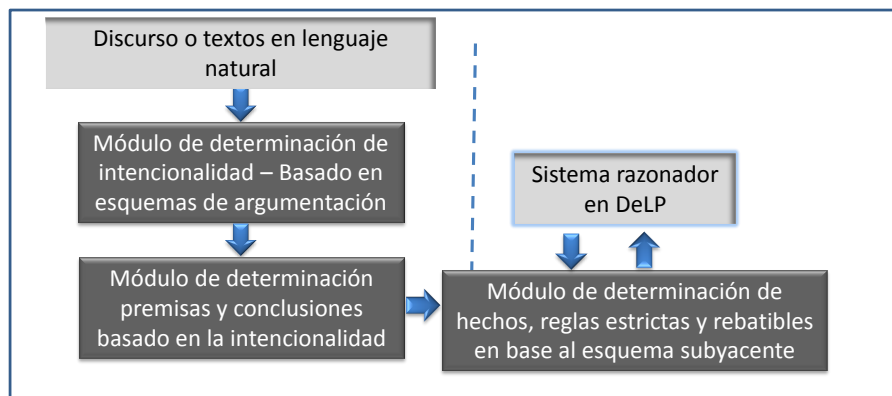 Discurso o textos en lenguaje
natural
Módulo de determinación de
intencionalidad – Basado en
esquemas de argumentación
Módulo de determinación
premisas y conclusiones
basado en la intencionalidad
Sistema razonador
en DeLP
Módulo de determinación de
hechos, reglas estrictas y rebatibles
en base al esquema subyacente